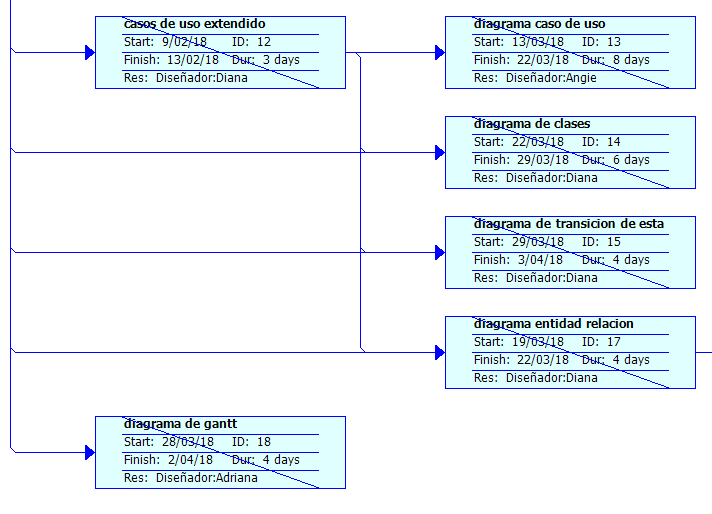 casos de uso extendido
Start: 9/02/18 ID: 12
Finish: 13/02/18 Dur: 3 days
Res: Diseñador:Diana
diagrama caso de uso
Start: 13/03/18 ID: 13
Finish: 22/03/18 Dur: 8 days
Res: Diseñador:Angie
diagrama de clases
Start: 22/03/18 ID: 14
Finish: 29/03/18 Dur: 6 days
Res: Diseñador:Diana
diagrama de transicion de esta
Start: 29/03/18 ID: 15
Finish: 3/04/18 Dur: 4 days
Res: Diseñador:Diana
diagrama entidad relacion
Start: 19/03/18 ID: 17
Finish: 22/03/18 Dur: 4 days
Res: Diseñador:Diana
diagrama de gantt
Start: 28/03/18 ID: 18
Finish: 2/04/18 Dur: 4 days
Res: Diseñador:Adriana